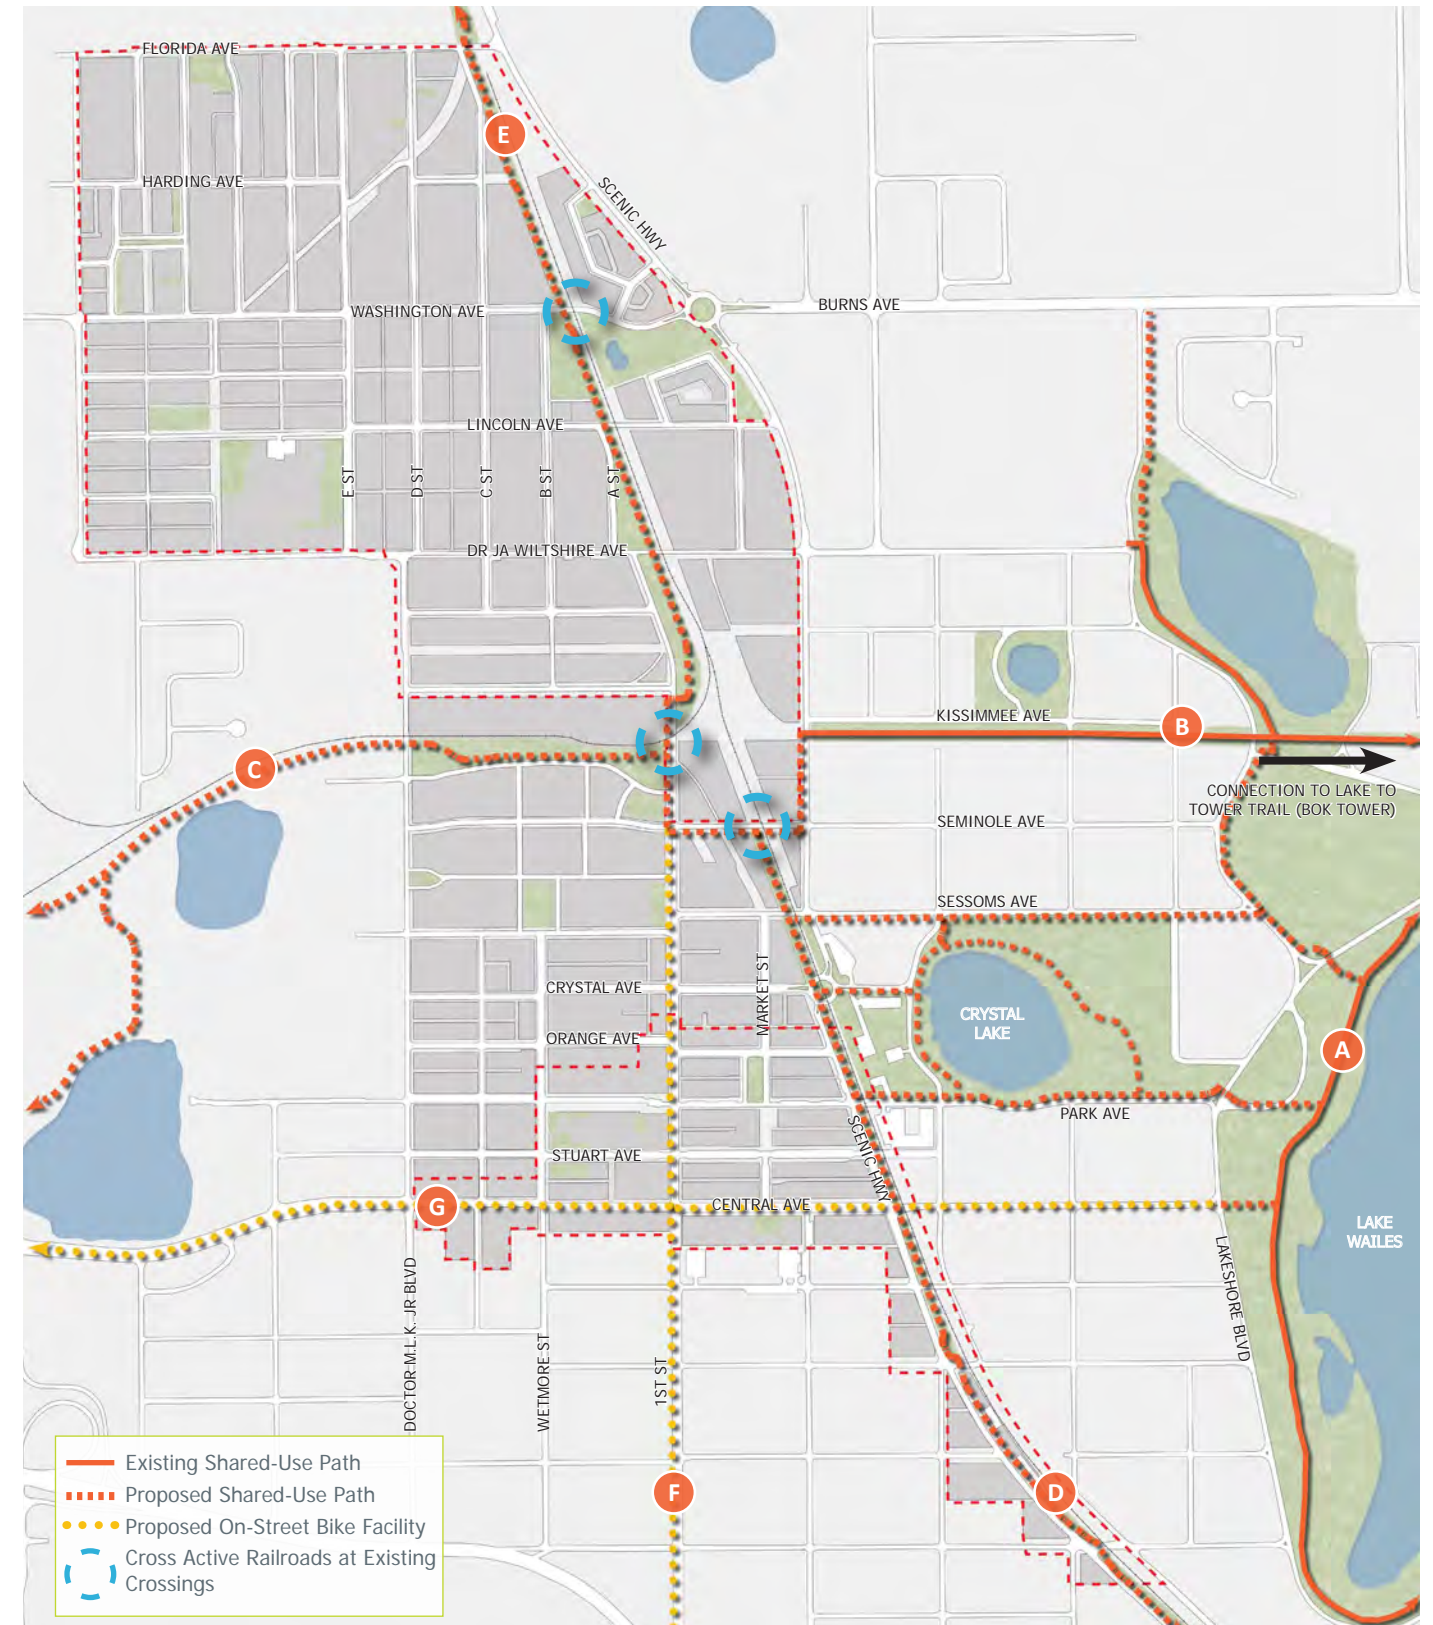 FLORIDA AVE
E
HARDING AVE
SCENIC HWY
WASHINGTON AVE
BURNS AVE
LINCOLN AVE
E ST
D ST
C ST
B ST
A ST
DR JA WILTSHIRE AVE
KISSIMMEE AVE
B
C
CONNECTION TO LAKE TO
TOWER TRAIL (BOK TOWER)
SEMINOLE AVE
SESSOMS AVE
MARKET ST
CRYSTAL AVE
CRYSTAL
LAKE
ORANGE AVE
A
PARK AVE
SCENIC HWY
STUART AVE
G
CENTRAL AVE
LAKE
WAILES
LAKESHORE BLVD
DOCTOR M.L.K. JR BLVD
WETMORE ST
1ST ST
F
D
Existing Shared-Use Path
Proposed Shared-Use Path
Proposed On-Street Bike Facility
Cross Active Railroads at Existing
Crossings